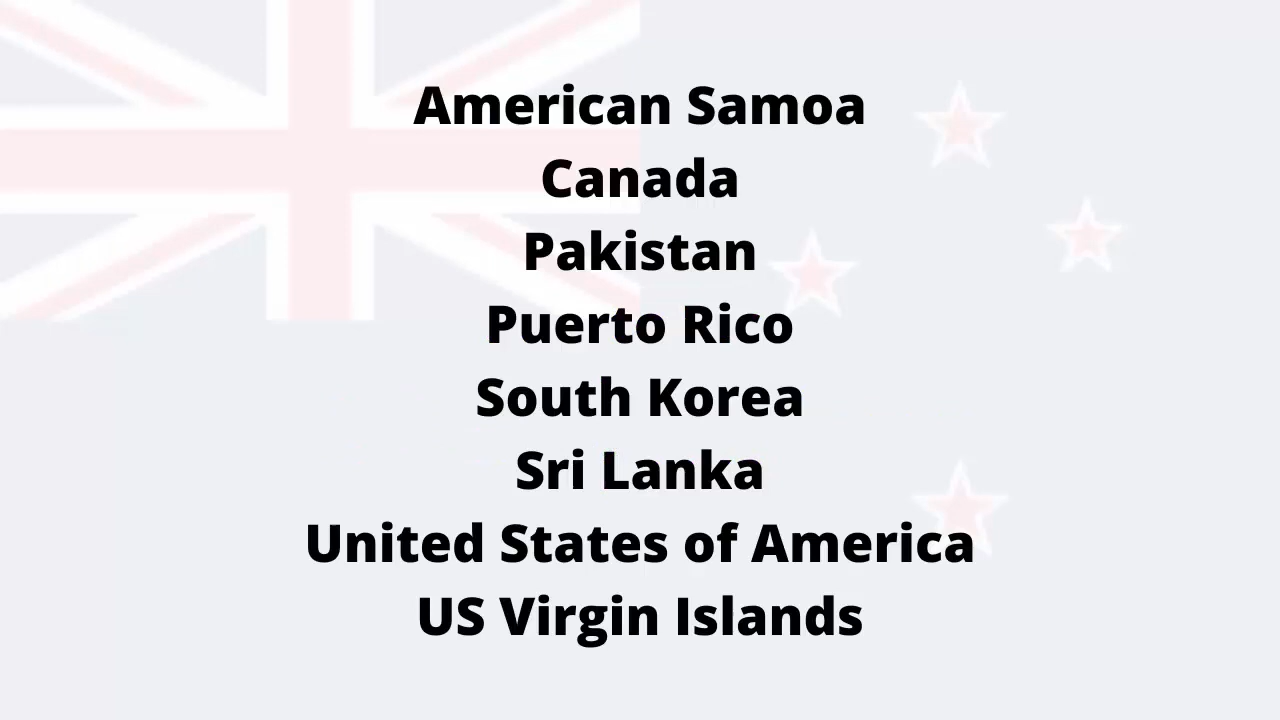 American Samoa
Canada
Pakistan
Puerto Rico
South Korea
Sri Lanka
United States of America
US Virgin Islands